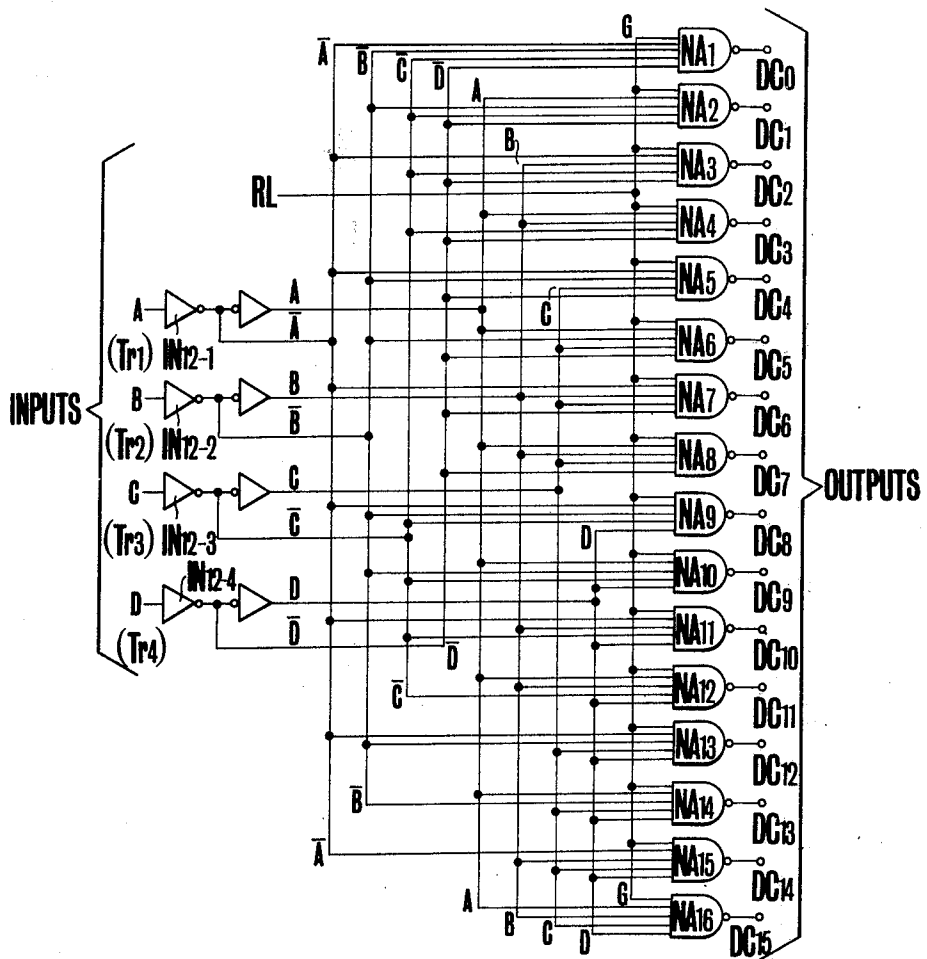 G
A̅
B̅
C̅
D̅
A
NA1
DC0
NA2
DC1
B
NA3
DC2
RL
NA4
DC3
NA5
DC4
C
A
A
A̅
(Tr1) IN12-1
NA6
DC5
INPUTS
B
B
B̅
(Tr2) IN12-2
NA7
DC6
NA8
DC7
OUTPUTS
C
C
C̅
(Tr3) IN12-3
NA9
DC8
D
IN12-4
NA10
DC9
D
D
D̅
(Tr4)
D̅
NA11
DC10
C̅
NA12
DC11
NA13
DC12
B̅
NA14
DC13
A̅
NA15
DC14
G
A
B
C
D
NA16
DC15